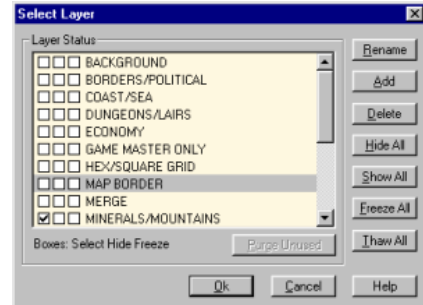 Select Layer
Layer Status
BACKGROUND
BORDERS/POLITICAL
COAST/SEA
DUNGEONS/LAIRS
ECONOMY
GAME MASTER ONLY
HEX/SQUARE GRID
MAP BORDER
MERGE
MINERALS/MOUNTAINS
Boxes: Select Hide Freeze
Purge Unused
Rename
Add
Delete
Hide All
Show All
Freeze All
Thaw All
Ok
Cancel
Help